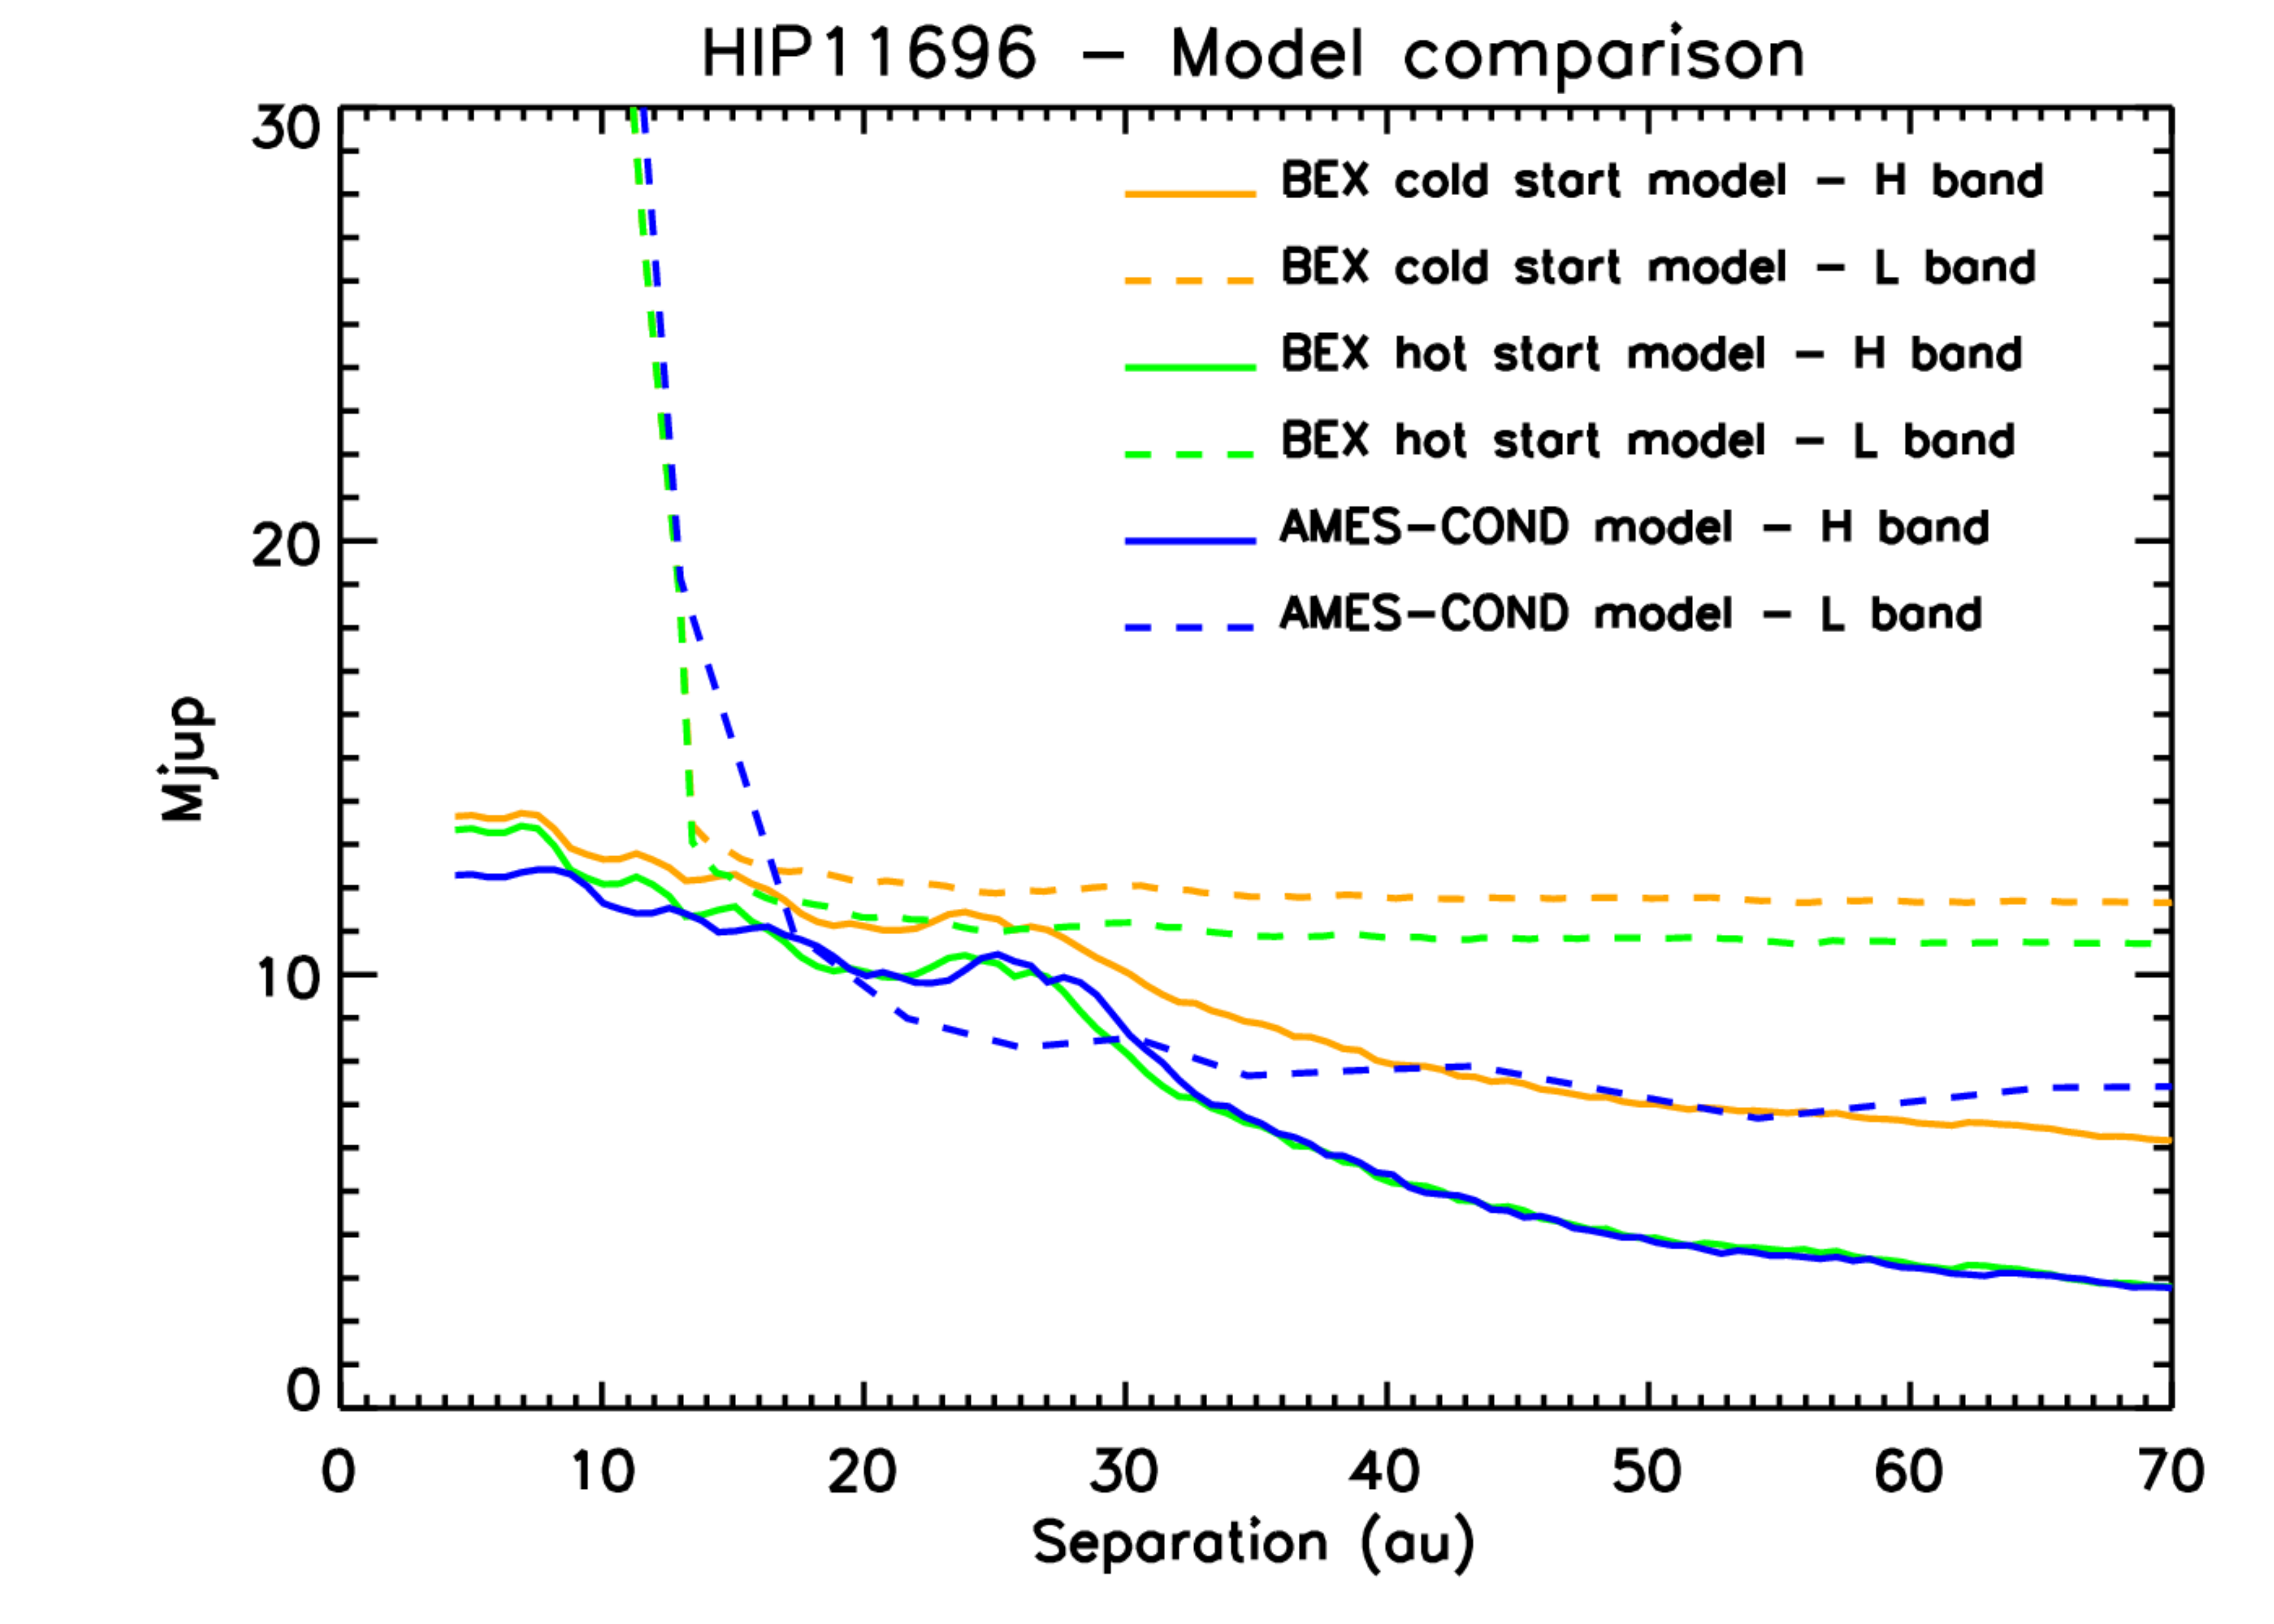 HIP11696 – Model comparison
30
20
10
0
Mjup
BEX cold start model – H band
BEX cold start model – L band
BEX hot start model – H band
BEX hot start model – L band
AMES–COND model – H band
AMES–COND model – L band
0 10 20 30 40 50 60 70
Separation (au)